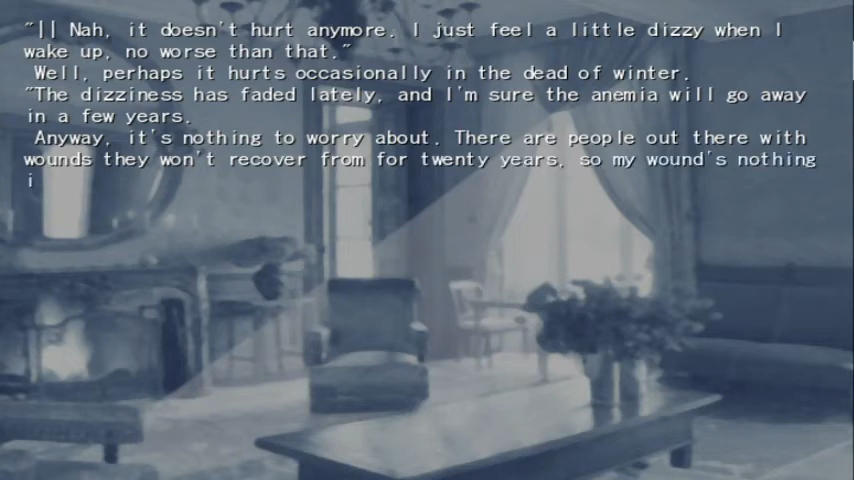 "|| Nah, it doesn't hurt anymore. I just feel a little dizzy when I
wake up, no worse than that."
Well, perhaps it hurts occasionally in the dead of winter.
"The dizziness has faded lately, and I'm sure the anemia will go away
in a few years.
Anyway, it's nothing to worry about. There are people out there with
wounds they won't recover from for twenty years, so my wound's nothing
i